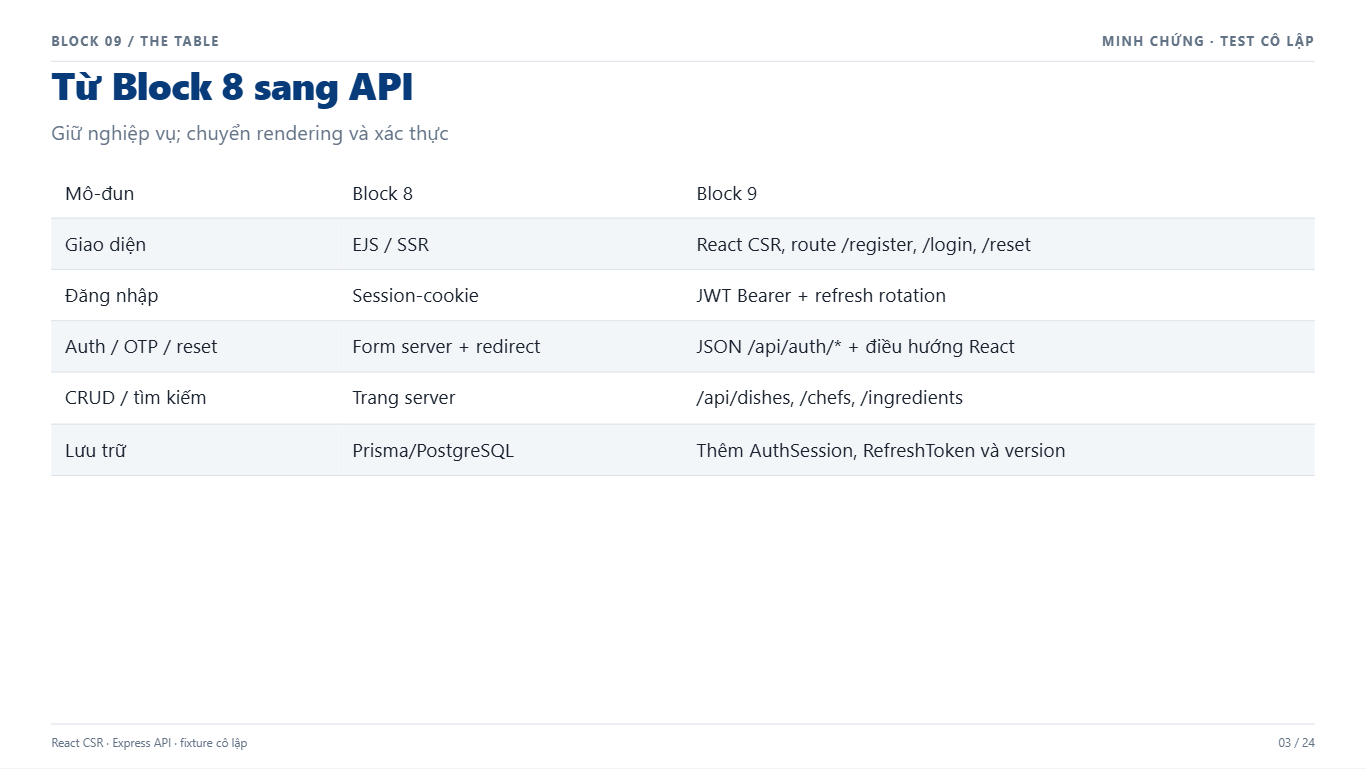 BLOCK 09 / THE TABLE
MINH CHỨNG · TEST CÔ LẬP
Từ Block 8 sang API
Giữ nghiệp vụ; chuyển rendering và xác thực
Mô-đun Block 8 Block 9
Giao diện EJS / SSR React CSR, route /register, /login, /reset
Đăng nhập Session-cookie JWT Bearer + refresh rotation
Auth / OTP / reset Form server + redirect JSON /api/auth/* + điều hướng React
CRUD / tìm kiếm Trang server /api/dishes, /chefs, /ingredients
Lưu trữ Prisma/PostgreSQL Thêm AuthSession, RefreshToken và version
React CSR · Express API · fixture cô lập
03 / 24